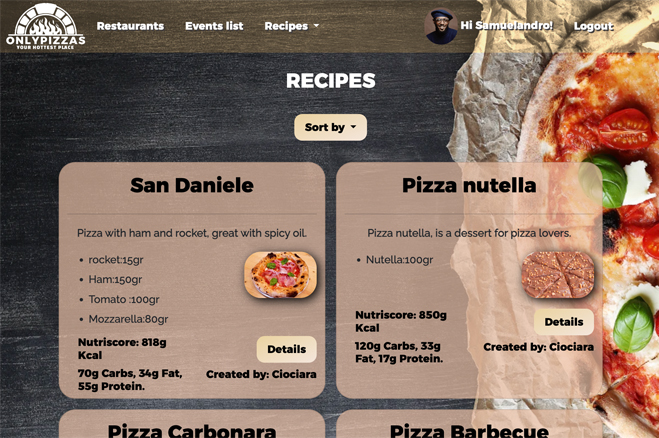 ONLYPIZZAS
YOUR HOTTEST PLACE
Restaurants Events list Recipes
Hi Samuelandro! Logout
RECIPES
Sort by
San Daniele
Pizza with ham and rocket, great with spicy oil.
rocket:15gr
Ham:150gr
Tomato :100gr
Mozzarella:80gr
Nutriscore: 818g
Kcal
70g Carbs, 34g Fat,
55g Protein.
Details
Created by: Ciociara
Pizza nutella
Pizza nutella, is a dessert for pizza lovers.
Nutella:100gr
Nutriscore: 850g
Kcal
120g Carbs, 33g
Fat, 17g Protein.
Details
Created by: Ciociara
Pizza Carbonara
Pizza Barbecue